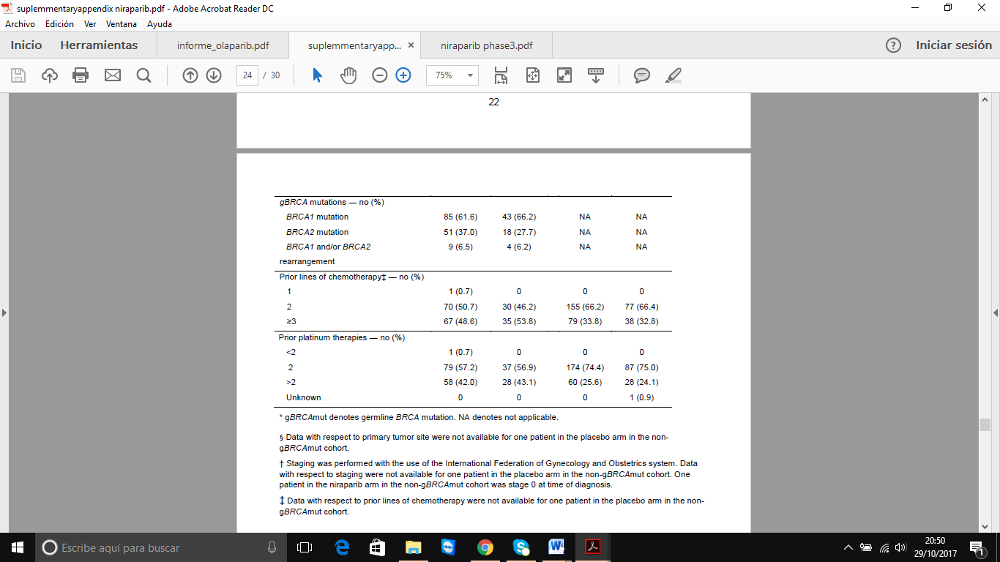 suplemmentaryappendix niraparib.pdf - Adobe Acrobat Reader DC
Archivo Edición Ver Ventana Ayuda
Inicio Herramientas informe_olaparib.pdf suplemmentaryapp... × niraparib phase3.pdf ? Iniciar sesión
24 / 30 75%
22
gBRCA mutations — no (%)
BRCA1 mutation 85 (61.6) 43 (66.2) NA NA
BRCA2 mutation 51 (37.0) 18 (27.7) NA NA
BRCA1 and/or BRCA2 9 (6.5) 4 (6.2) NA NA
rearrangement
Prior lines of chemotherapy‡ — no (%)
1 1 (0.7) 0 0 0
2 70 (50.7) 30 (46.2) 155 (66.2) 77 (66.4)
≥3 67 (48.6) 35 (53.8) 79 (33.8) 38 (32.8)
Prior platinum therapies — no (%)
<2 1 (0.7) 0 0 0
2 79 (57.2) 37 (56.9) 174 (74.4) 87 (75.0)
>2 58 (42.0) 28 (43.1) 60 (25.6) 28 (24.1)
Unknown 0 0 0 1 (0.9)
* gBRCAmut denotes germline BRCA mutation. NA denotes not applicable.
§ Data with respect to primary tumor site were not available for one patient in the placebo arm in the non-
gBRCAmut cohort.
† Staging was performed with the use of the International Federation of Gynecology and Obstetrics system. Data
with respect to staging were not available for one patient in the placebo arm in the non-gBRCAmut cohort. One
patient in the niraparib arm in the non-gBRCAmut cohort was stage 0 at time of diagnosis.
‡ Data with respect to prior lines of chemotherapy were not available for one patient in the placebo arm in the non-
gBRCAmut cohort.
Escribe aquí para buscar
20:50
29/10/2017
1